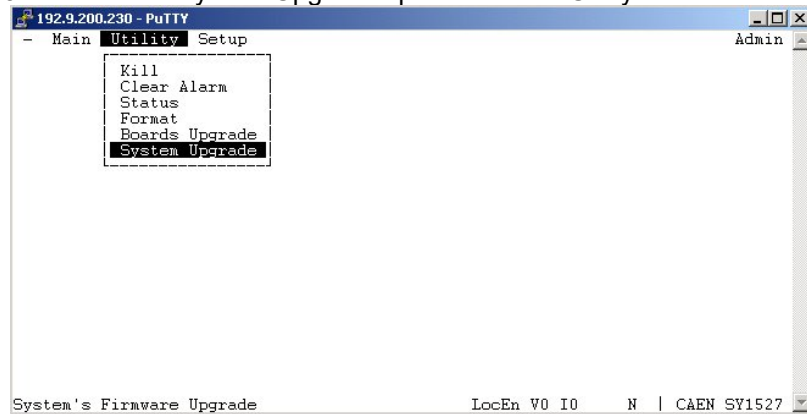 192.9.200.230 - PuTTY
- Main Utility Setup Admin
Kill
Clear Alarm
Status
Format
Boards Upgrade
System Upgrade
System's Firmware Upgrade LocEn V0 I0 N | CAEN SY1527